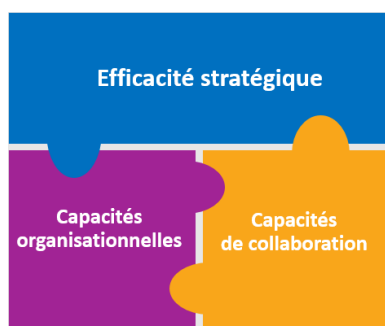 Efficacité stratégique
Capacités
organisationnelles
Capacités
de collaboration